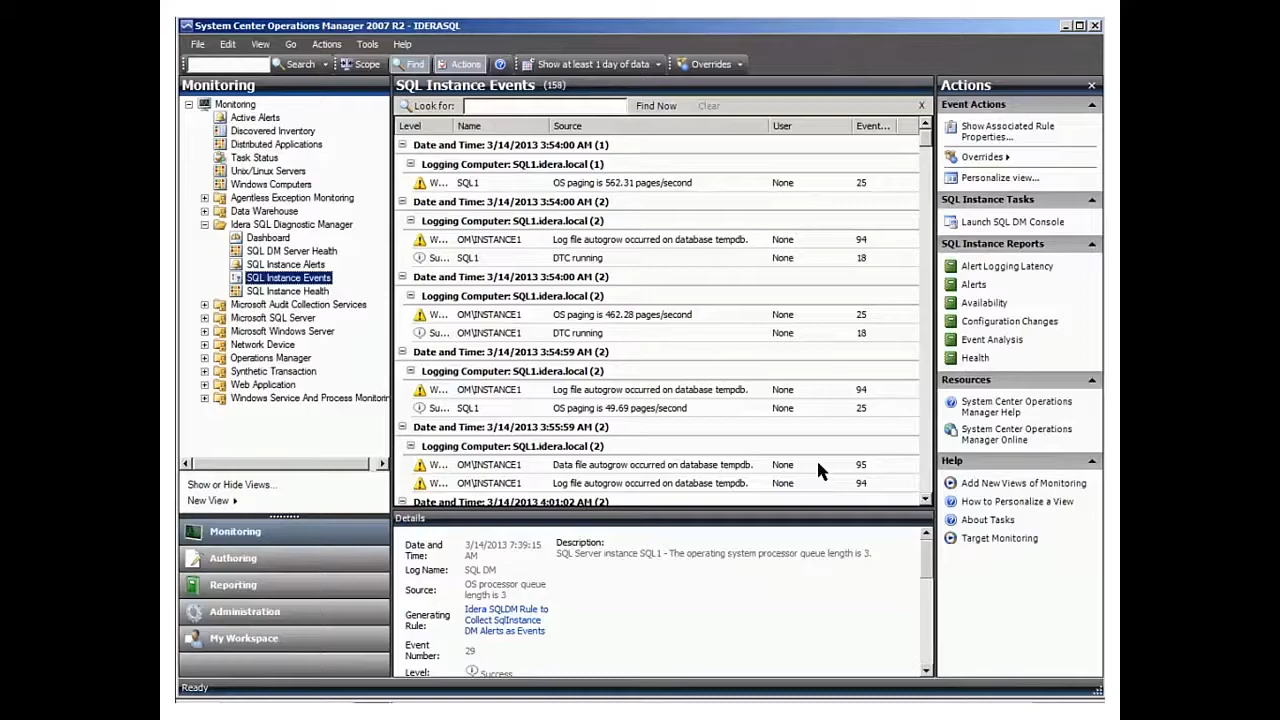 System Center Operations Manager 2007 R2 - IDERASQL
File Edit View Go Actions Tools Help
Search Scope Find Actions Show at least 1 day of data Overrides
Monitoring
Monitoring
Active Alerts
Discovered Inventory
Distributed Applications
Task Status
Unix/Linux Servers
Windows Computers
Agentless Exception Monitoring
Data Warehouse
Idera SQL Diagnostic Manager
Dashboard
SQL DM Server Health
SQL Instance Alerts
SQL Instance Events
SQL Instance Health
Microsoft Audit Collection Services
Microsoft SQL Server
Microsoft Windows Server
Network Device
Operations Manager
Synthetic Transaction
Web Application
Windows Service And Process Monitorin
Show or Hide Views...
New View
Monitoring
Authoring
Reporting
Administration
My Workspace
Ready
SQL Instance Events (158)
Look for: Find Now Clear X
Level Name Source User Event...
Date and Time: 3/14/2013 3:54:00 AM (1)
Logging Computer: SQL1.idera.local (1)
W... SQL1 OS paging is 562.31 pages/second None 25
Date and Time: 3/14/2013 3:54:00 AM (2)
Logging Computer: SQL1.idera.local (2)
W... OM\INSTANCE1 Log file autogrow occurred on database tempdb. None 94
Su... SQL1 DTC running None 18
Date and Time: 3/14/2013 3:54:00 AM (2)
Logging Computer: SQL1.idera.local (2)
W... OM\INSTANCE1 OS paging is 462.28 pages/second None 25
Su... OM\INSTANCE1 DTC running None 18
Date and Time: 3/14/2013 3:54:59 AM (2)
Logging Computer: SQL1.idera.local (2)
W... OM\INSTANCE1 Log file autogrow occurred on database tempdb. None 94
Su... SQL1 OS paging is 49.69 pages/second None 25
Date and Time: 3/14/2013 3:55:59 AM (2)
Logging Computer: SQL1.idera.local (2)
W... OM\INSTANCE1 Data file autogrow occurred on database tempdb. None 95
W... OM\INSTANCE1 Log file autogrow occurred on database tempdb. None 94
Date and Time: 3/14/2013 4:01:02 AM (2)
Details
Date and Time: 3/14/2013 7:39:15 AM
Log Name: SQL DM
Source: OS processor queue length is 3
Generating Rule: Idera SQLDM Rule to Collect SqlInstance DM Alerts as Events
Event Number: 29
Level: Success
Description:
SQL Server instance SQL1 - The operating system processor queue length is 3.
Actions
Event Actions
Show Associated Rule
Properties...
Overrides
Personalize view...
SQL Instance Tasks
Launch SQL DM Console
SQL Instance Reports
Alert Logging Latency
Alerts
Availability
Configuration Changes
Event Analysis
Health
Resources
System Center Operations
Manager Help
System Center Operations
Manager Online
Help
Add New Views of Monitoring
How to Personalize a View
About Tasks
Target Monitoring